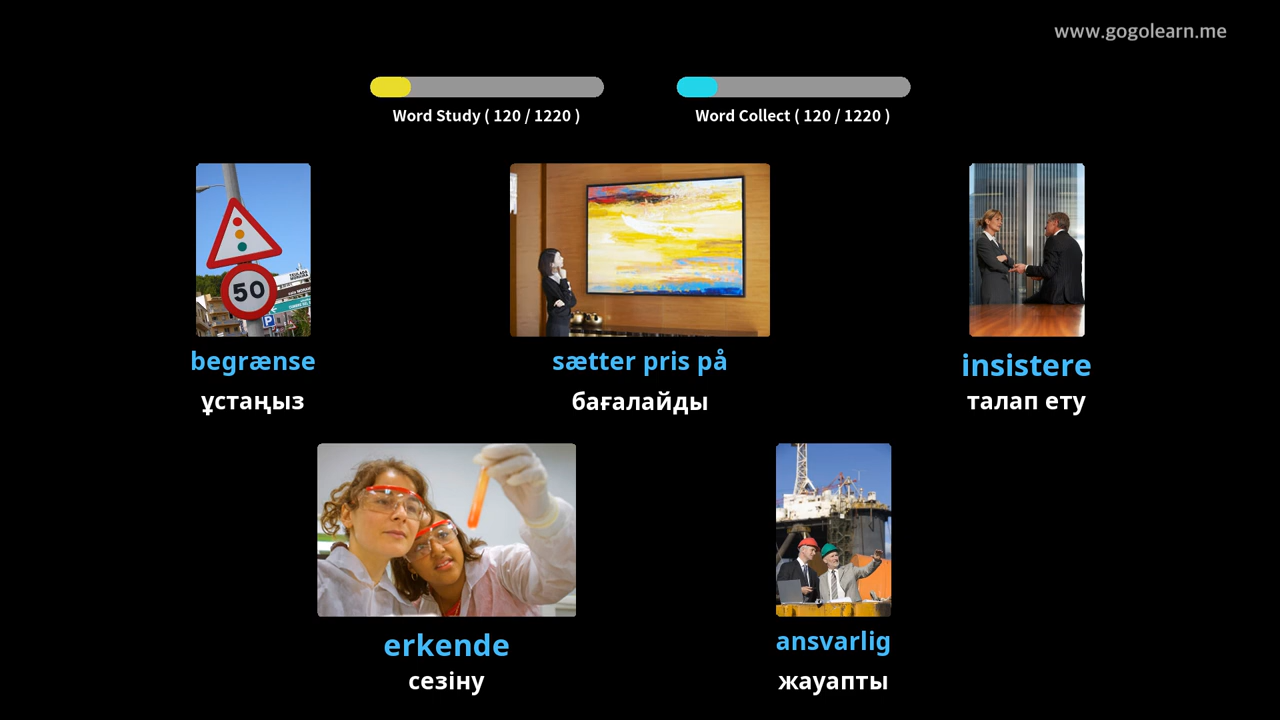 www.gogolearn.me
Word Study ( 120 / 1220 )
Word Collect ( 120 / 1220 )
50
P
begrænse
sætter pris på
insistere
ұстаңыз
бағалайды
талап ету
erkende
ansvarlig
сезіну
жауапты